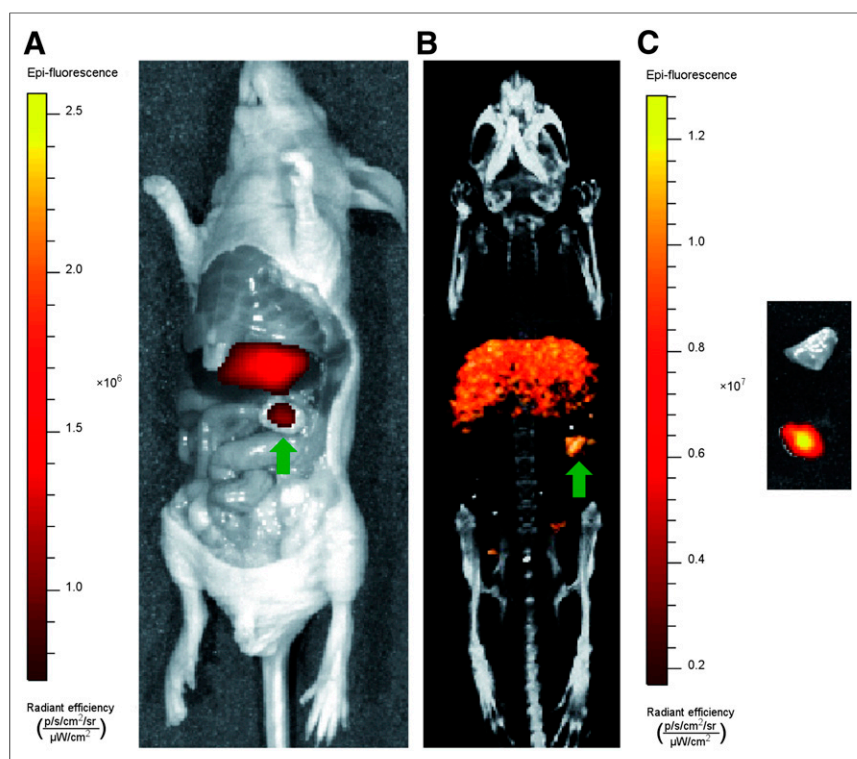 A
B
C
Epi-fluorescence
2.5
2.0
×10⁶
1.5
1.0
Radiant efficiency
(p/s/cm²/sr
µW/cm²)
Epi-fluorescence
1.2
1.0
0.8
×10⁷
0.6
0.4
0.2
Radiant efficiency
(p/s/cm²/sr
µW/cm²)